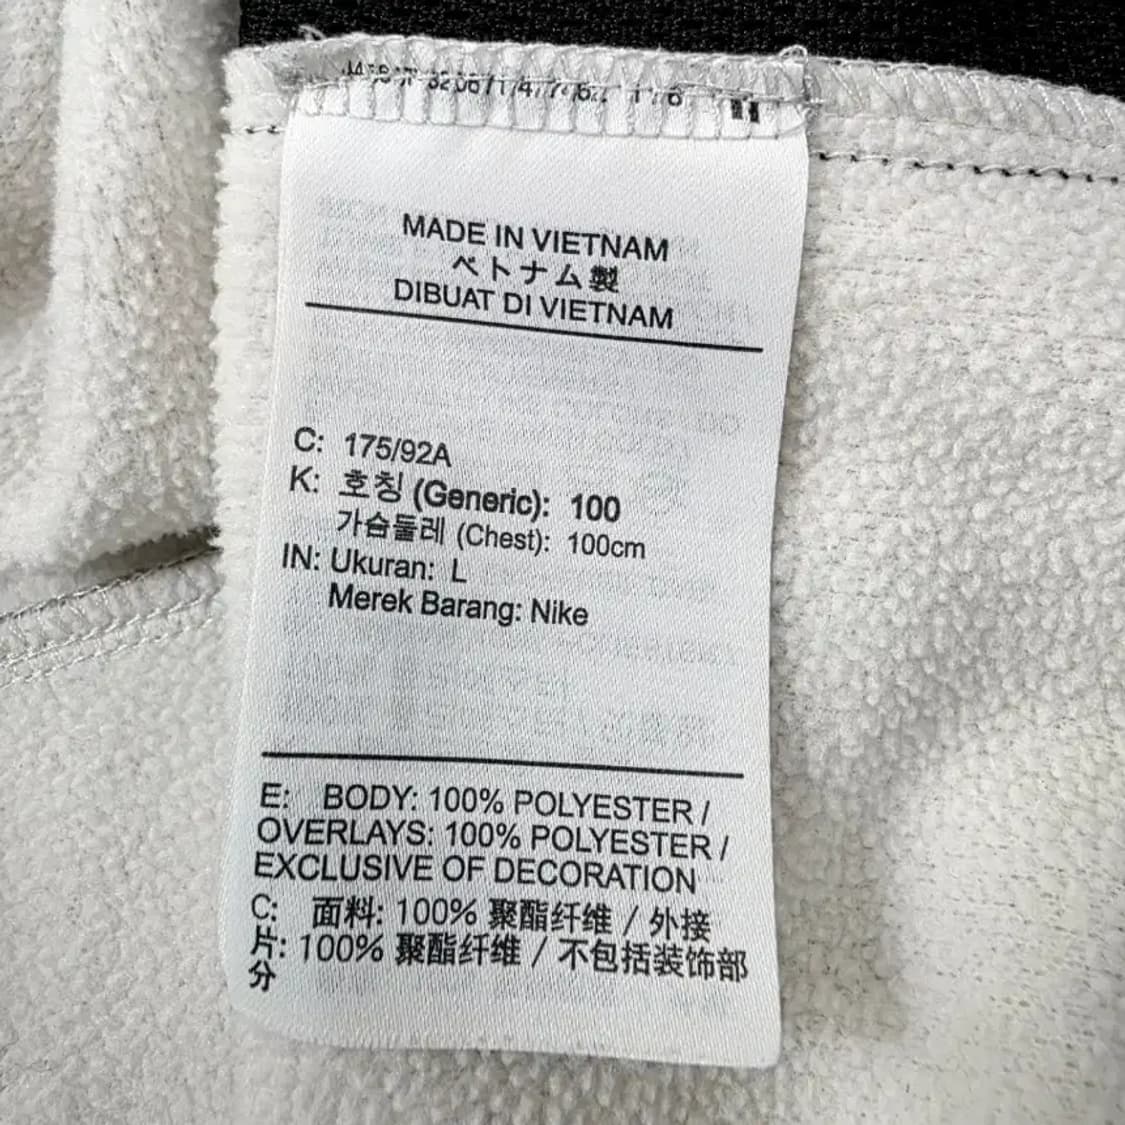 MADE IN VIETNAM
ベトナム製
DIBUAT DI VIETNAM
C: 175/92A
K: 호칭 (Generic): 100
가슴둘레 (Chest): 100cm
IN: Ukuran: L
Merek Barang: Nike
E: BODY: 100% POLYESTER /
OVERLAYS: 100% POLYESTER /
EXCLUSIVE OF DECORATION
C: 面料: 100% 聚酯纤维 / 外接
片: 100% 聚酯纤维 / 不包括装饰部
分